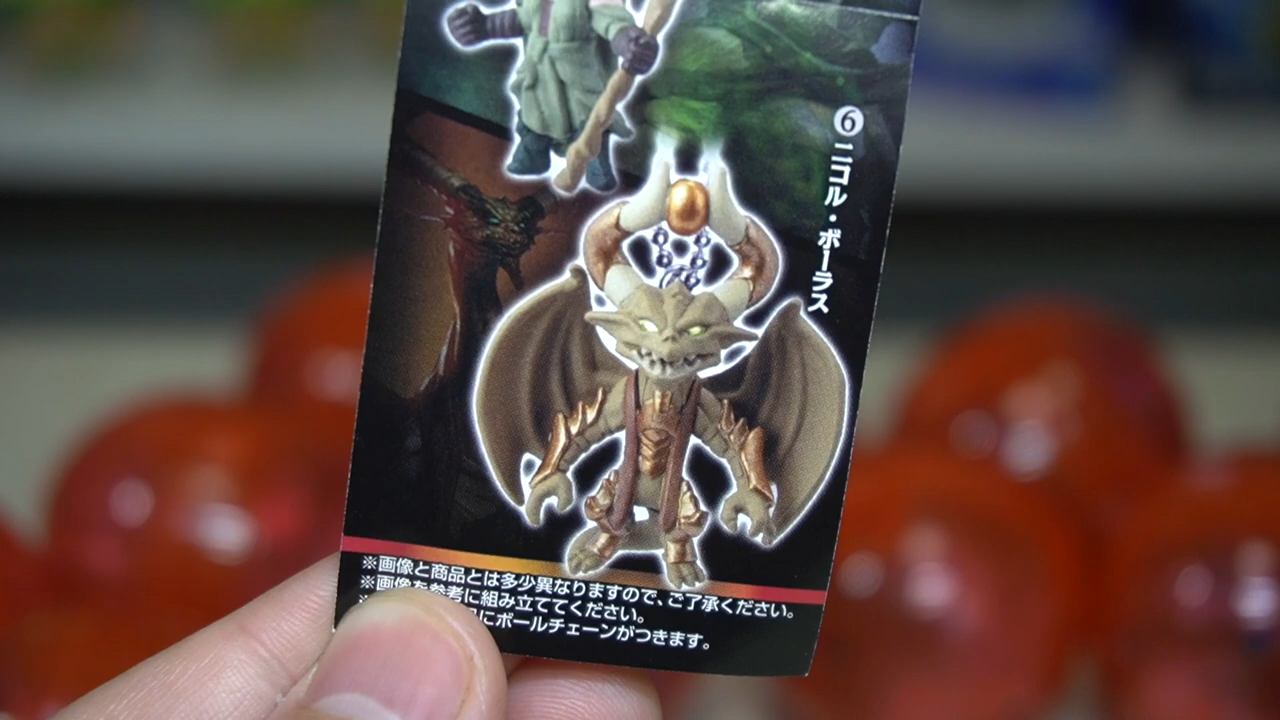 ❻ニコル・ボーラス
※画像と商品とは多少異なりますので、ご了承ください。
※画像を参考に組み立ててください。
にボールチェーンがつきます。